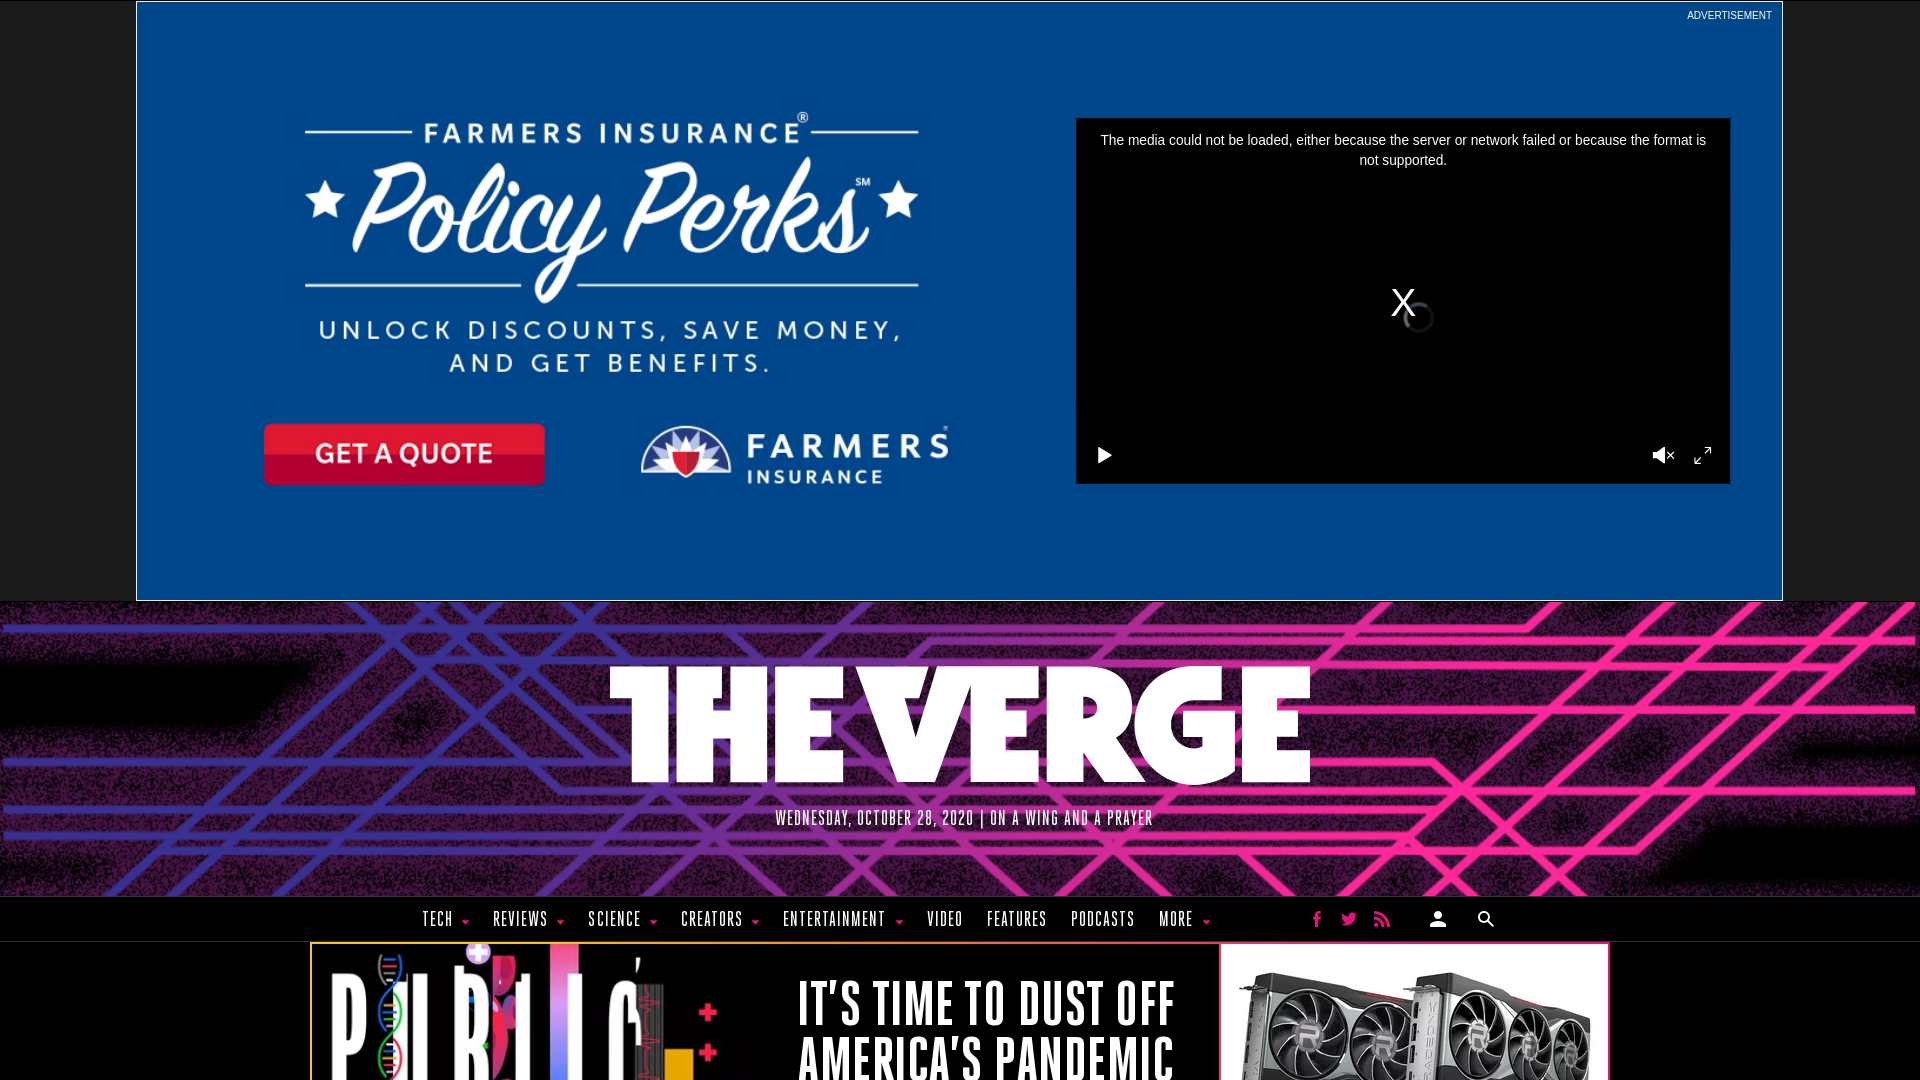 ADVERTISEMENT
FARMERS INSURANCE®
Policy Perks℠
UNLOCK DISCOUNTS, SAVE MONEY,
AND GET BENEFITS.
GET A QUOTE
FARMERS
INSURANCE
The media could not be loaded, either because the server or network failed or because the format is
not supported.
X
THE VERGE
WEDNESDAY, OCTOBER 28, 2020 | ON A WING AND A PRAYER
TECH REVIEWS SCIENCE CREATORS ENTERTAINMENT VIDEO FEATURES PODCASTS MORE
PUBLIC
IT'S TIME TO DUST OFF
AMERICA'S PANDEMIC
RADEON